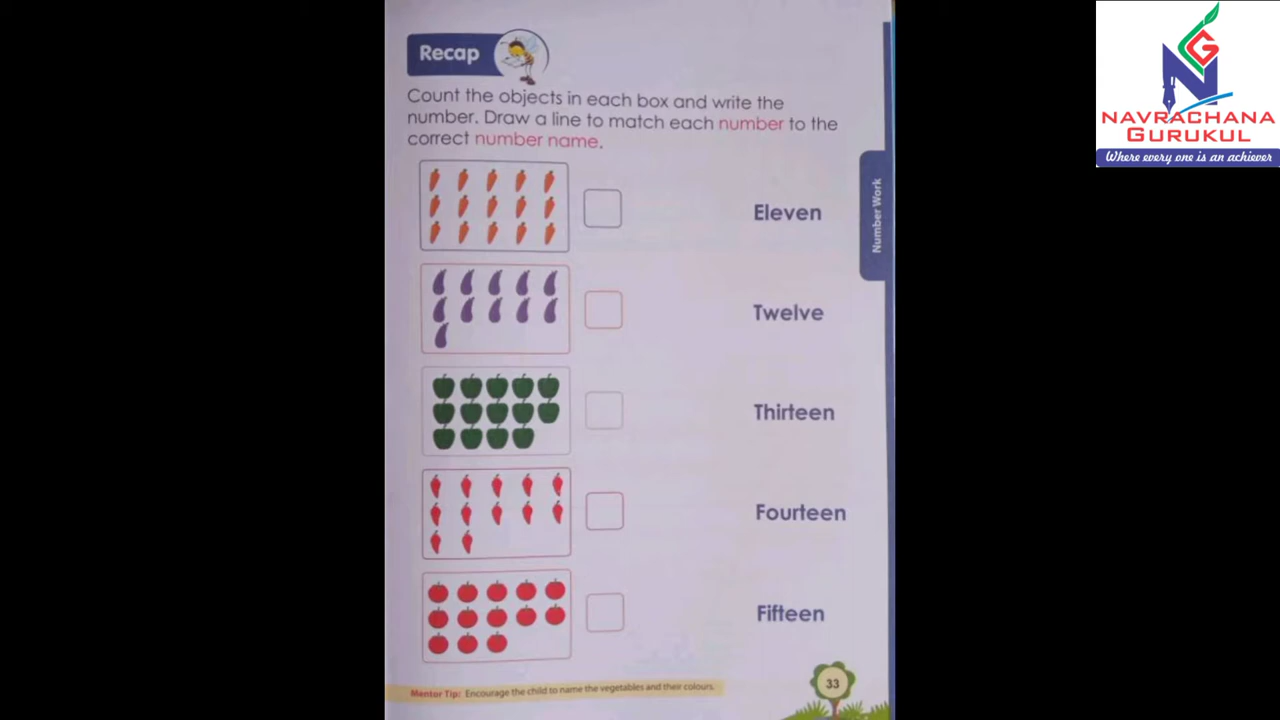 Recap
Count the objects in each box and write the
number. Draw a line to match each number to the
correct number name.
Eleven
Twelve
Thirteen
Fourteen
Fifteen
Number Work
Mentor Tip: Encourage the child to name the vegetables and their colours.
33
NG
NAVRACHANA
GURUKUL
Where every one is an achiever